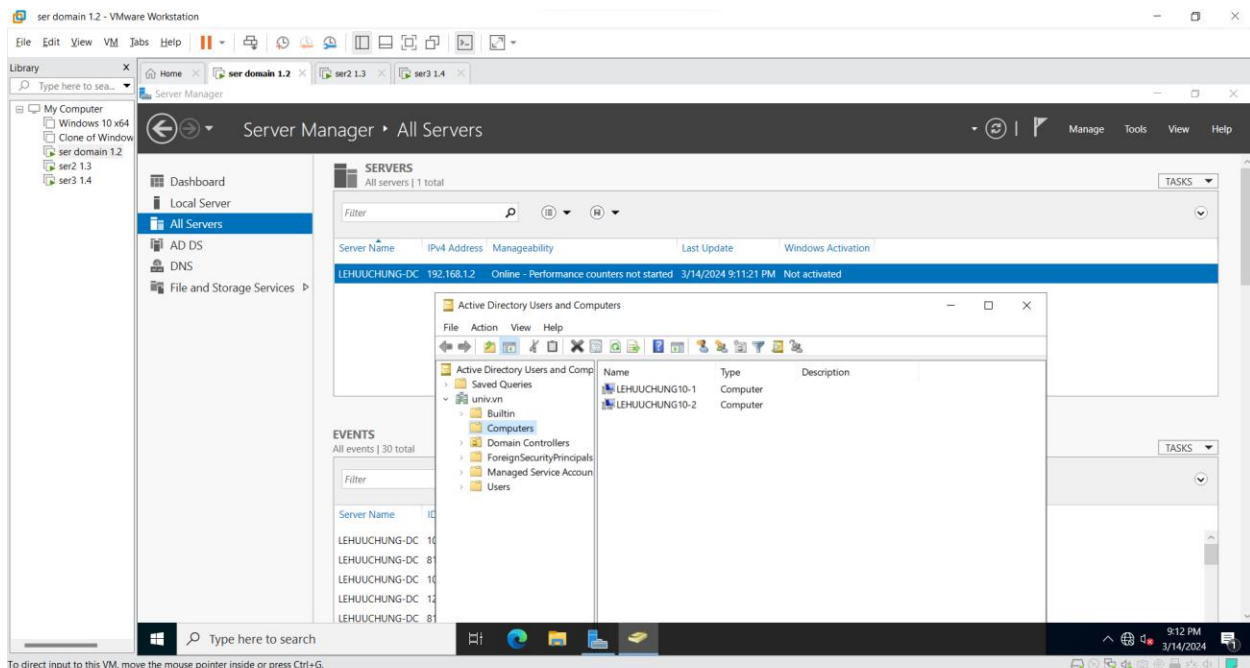 ser domain 1.2 - VMware Workstation
File Edit View VM Tabs Help
Library X
Type here to sea...
My Computer
Windows 10 x64
Clone of Window
ser domain 1.2
ser2 1.3
ser3 1.4
Home ser domain 1.2 ser2 1.3 ser3 1.4
Server Manager
Server Manager All Servers
Manage Tools View Help
Dashboard
Local Server
All Servers
AD DS
DNS
File and Storage Services
SERVERS
All servers | 1 total
TASKS
Filter
Server Name IPv4 Address Manageability Last Update Windows Activation
LEHUUCHUNG-DC 192.168.1.2 Online - Performance counters not started 3/14/2024 9:11:21 PM Not activated
EVENTS
All events | 30 total
TASKS
Filter
Server Name
LEHUUCHUNG-DC 10
LEHUUCHUNG-DC 81
LEHUUCHUNG-DC 10
LEHUUCHUNG-DC 12
LEHUUCHUNG-DC 81
Active Directory Users and Computers
File Action View Help
Active Directory Users and Comp
Saved Queries
univ.vn
Builtin
Computers
Domain Controllers
ForeignSecurityPrincipals
Managed Service Accoun
Users
Name Type Description
LEHUUCHUNG10-1 Computer
LEHUUCHUNG10-2 Computer
Type here to search
9:12 PM
3/14/2024
To direct input to this VM, move the mouse pointer inside or press Ctrl+G.